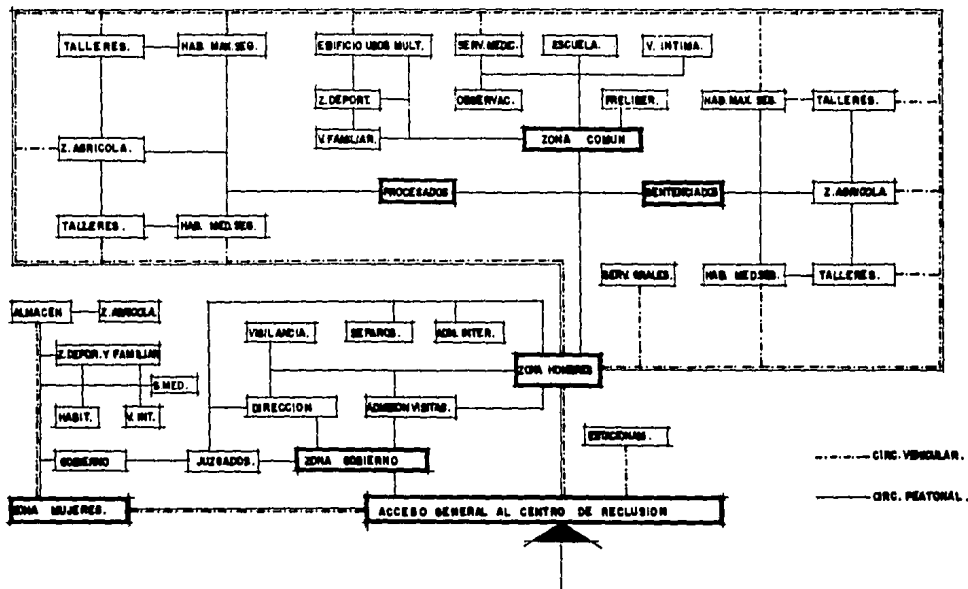 TALLERES.
HAB. MAX. SEG.
EDIFICIO USOS MULT.
SERV. MEDIC.
ESCUELA.
V. INTIMA.
Z. DEPORT.
OBSERVAC.
PRELIBER.
HAB. MAX. SEG.
TALLERES.
V. FAMILIAR.
ZONA COMUN
Z. AGRICOLA.
PROCESADOS
SENTENCIADOS
Z. AGRICOLA
TALLERES.
HAB. MED. SEG.
SERV. GRALES.
HAB. MED. SEG.
TALLERES.
ALMACEN
Z. AGRICOLA
VIGILANCIA.
SEPAROS.
ADM. INTER.
Z. DEPOR. Y FAMILIAR
ZONA HOMBRES
S. MED.
HABIT.
V. INT.
DIRECCION
ADMISION VISITAS.
ESTACIONAM.
GOBIERNO
JUZGADOS.
ZONA GOBIERNO
CIRC. VEHICULAR.
CIRC. PEATONAL.
ZONA MUJERES.
ACCESO GENERAL AL CENTRO DE RECLUSION